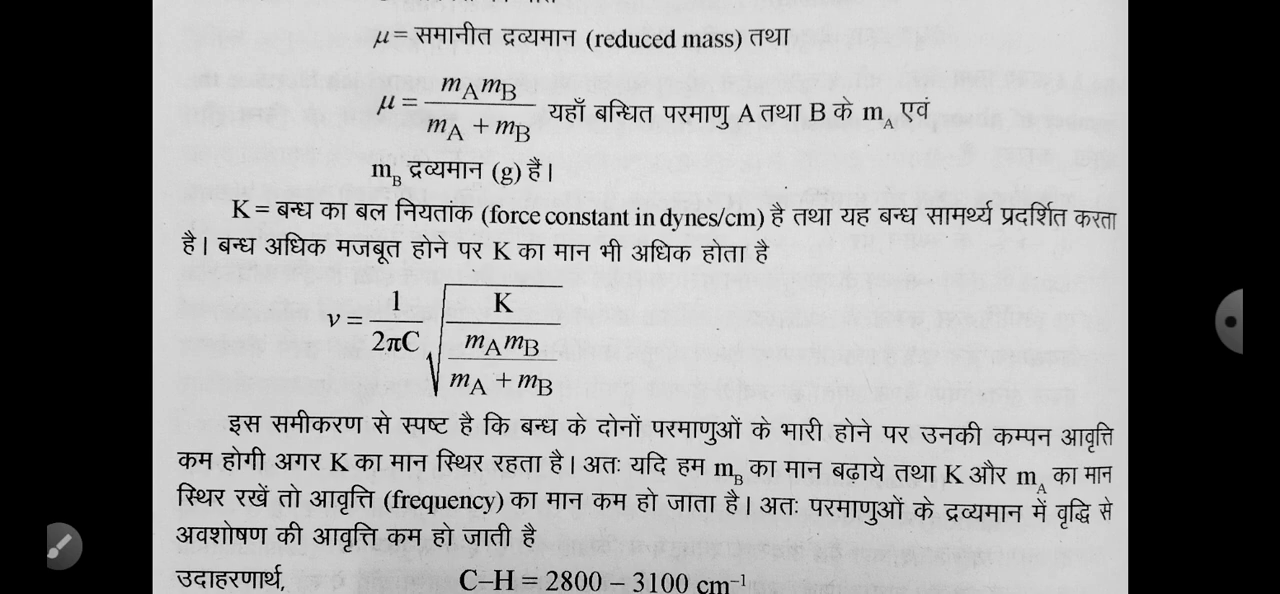 μ = समानीत द्रव्यमान (reduced mass) तथा
μ = mA mB / mA + mB यहाँ बन्धित परमाणु A तथा B के mA एवं
mB द्रव्यमान (g) है।
K = बन्ध का बल नियतांक (force constant in dynes/cm) है तथा यह बन्ध सामर्थ्य प्रदर्शित करता
है। बन्ध अधिक मजबूत होने पर K का मान भी अधिक होता है
ν = 1/2πC √(K / (mA mB / mA + mB))
इस समीकरण से स्पष्ट है कि बन्ध के दोनों परमाणुओं के भारी होने पर उनकी कम्पन आवृत्ति
कम होगी अगर K का मान स्थिर रहता है। अतः यदि हम mB का मान बढाये तथा K और mA का मान
स्थिर रखें तो आवृत्ति (frequency) का मान कम हो जाता है। अतः परमाणुओं के द्रव्यमान में वृद्धि से
अवशोषण की आवृत्ति कम हो जाती है
उदाहरणार्थ, C–H = 2800 – 3100 cm⁻¹